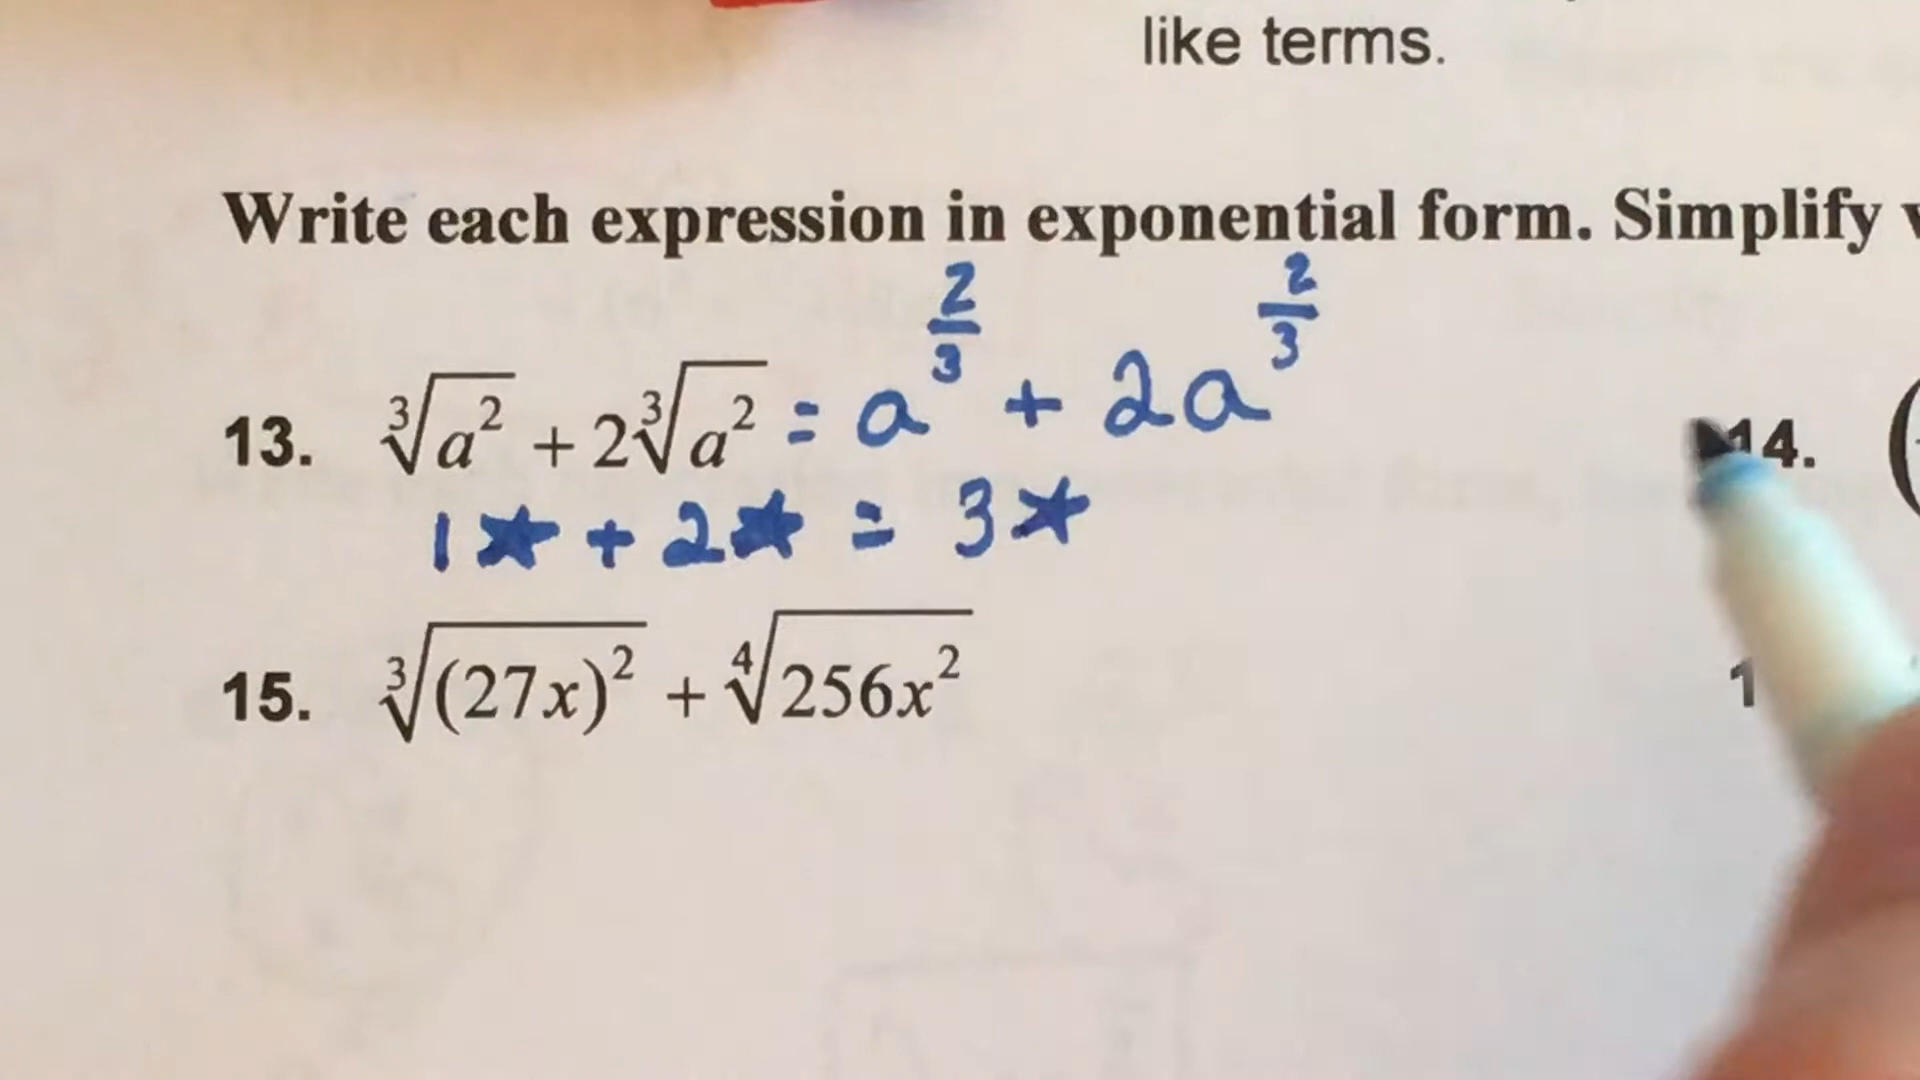 like terms.
Write each expression in exponential form. Simplify
13. ∛a² + 2∛a² = a^(2/3) + 2a^(2/3)
14. (
1★ + 2★ = 3★
15. ∛(27x)² + ∜256x²
1